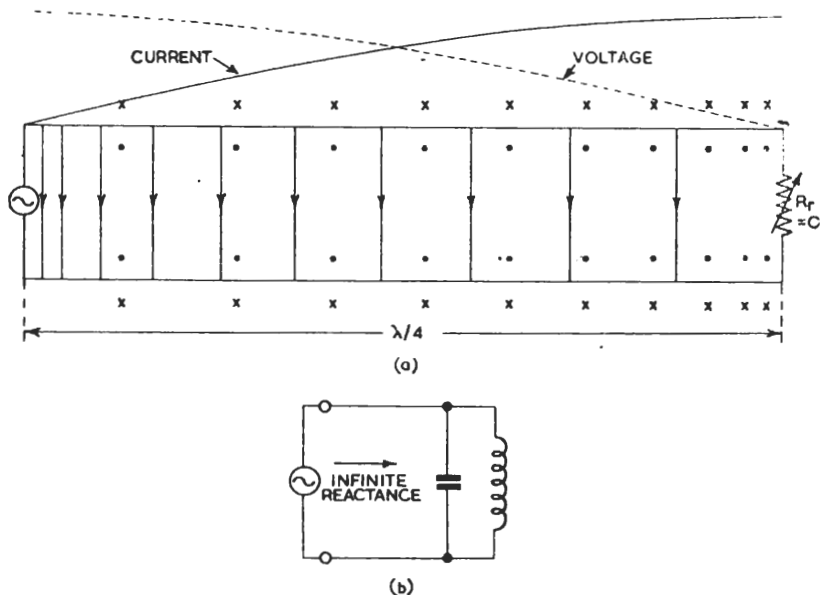 CURRENT
VOLTAGE
Rr
=O
λ/4
(a)
INFINITE
REACTANCE
(b)